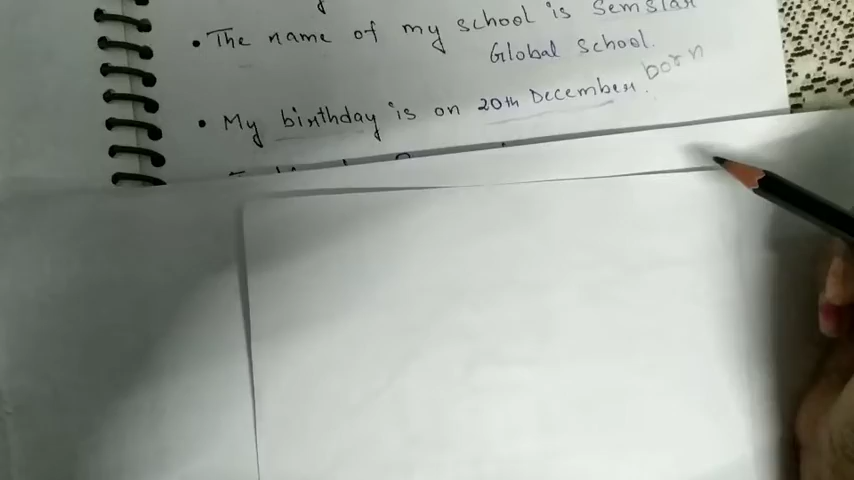 • The name of my school is Semstar
Global School.
born
• My birthday is on 20th December.